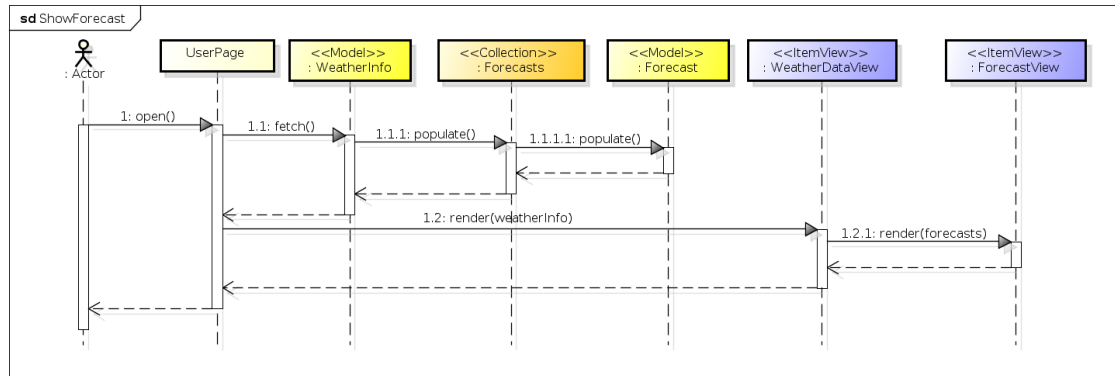 sd ShowForecast
: Actor
UserPage
<<Model>>
: WeatherInfo
<<Collection>>
: Forecasts
<<Model>>
: Forecast
<<ItemView>>
: WeatherDataView
<<ItemView>>
: ForecastView
1: open()
1.1: fetch()
1.1.1: populate()
1.1.1.1: populate()
1.2: render(weatherInfo)
1.2.1: render(forecasts)